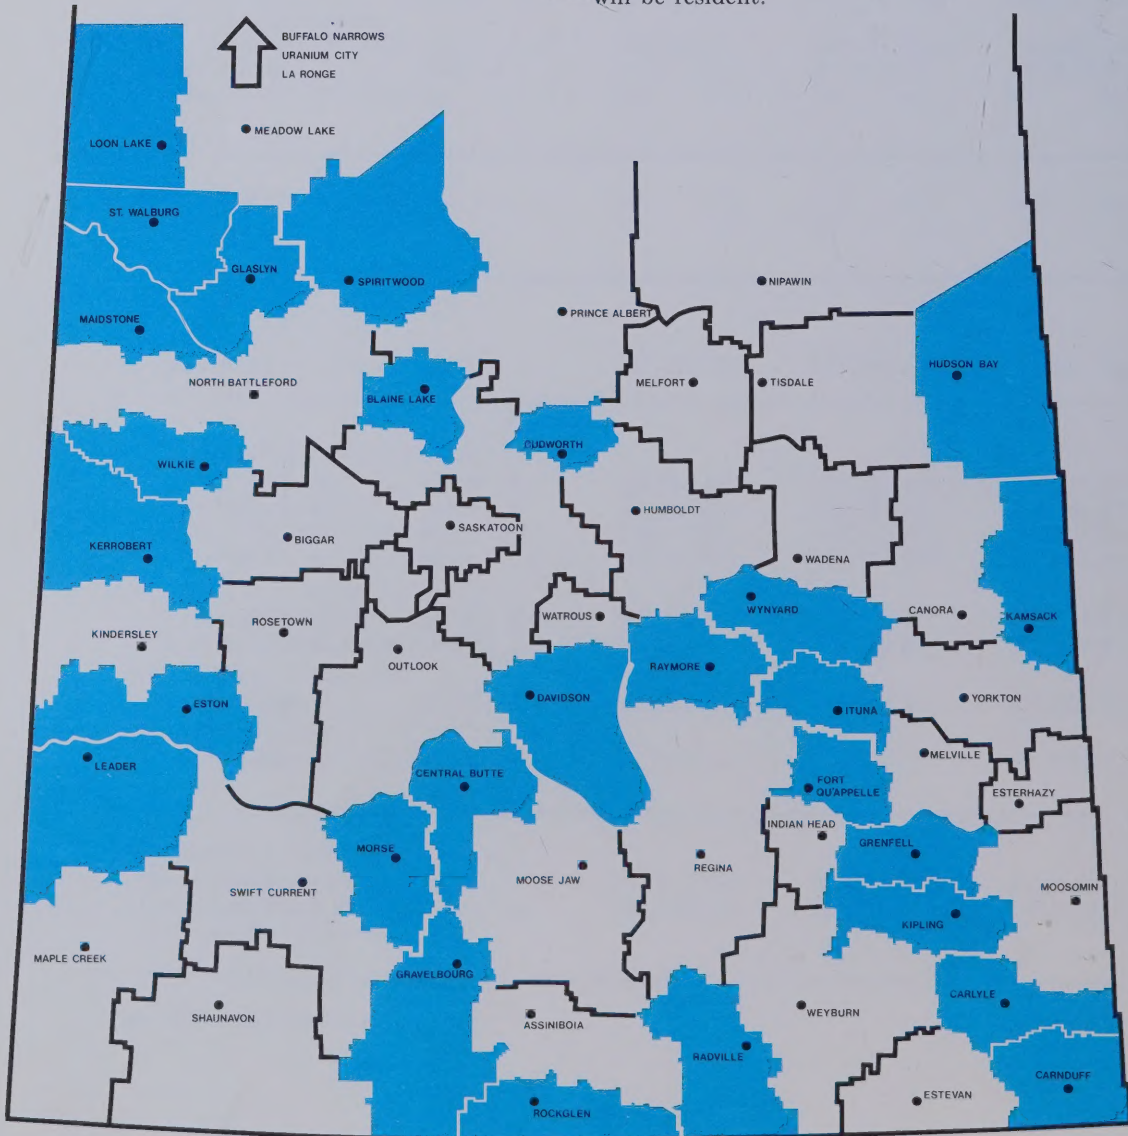 will be resident.
BUFFALO NARROWS
URANIUM CITY
LA RONGE
MEADOW LAKE
LOON LAKE
ST. WALBURG
GLASLYN
SPIRITWOOD
NIPAWIN
PRINCE ALBERT
MAIDSTONE
HUDSON BAY
NORTH BATTLEFORD
MELFORT
TISDALE
BLAINE LAKE
CUDWORTH
WILKIE
HUMBOLDT
SASKATOON
BIGGAR
KERROBERT
WADENA
WYNYARD
CANORA
WATROUS
KAMSACK
ROSETOWN
KINDERSLEY
OUTLOOK
RAYMORE
DAVIDSON
YORKTON
ESTON
ITUNA
MELVILLE
LEADER
CENTRAL BUTTE
FORT
QU'APPELLE
ESTERHAZY
INDIAN HEAD
GRENFELL
MORSE
REGINA
MOOSE JAW
MOOSOMIN
SWIFT CURRENT
KIPLING
MAPLE CREEK
GRAVELBOURG
CARLYLE
SHAUNAVON
WEYBURN
ASSINIBOIA
RADVILLE
CARNDUFF
ESTEVAN
ROCKGLEN